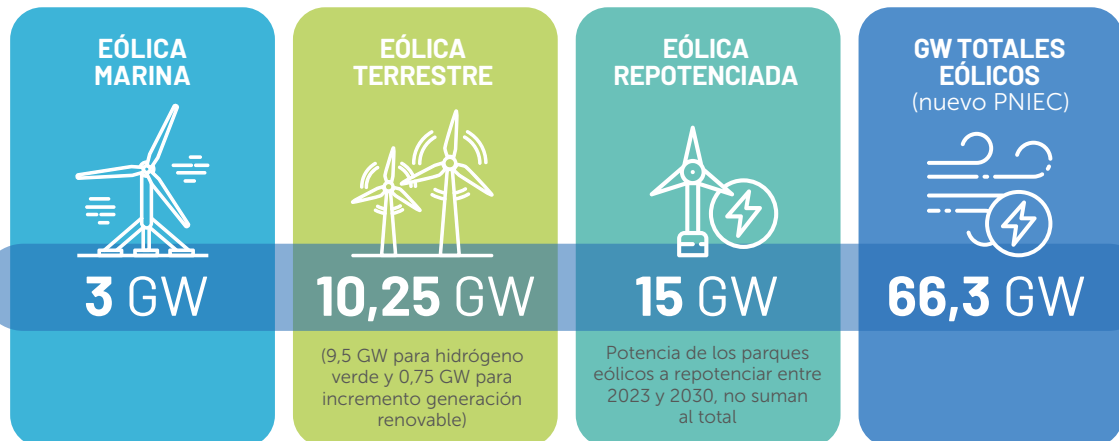 EÓLICA
MARINA
3 GW
EÓLICA
TERRESTRE
10,25 GW
(9,5 GW para hidrógeno
verde y 0,75 GW para
incremento generación
renovable)
EÓLICA
REPOTENCIADA
15 GW
Potencia de los parques
eólicos a repotenciar entre
2023 y 2030, no suman
al total
GW TOTALES
EÓLICOS
(nuevo PNIEC)
66,3 GW